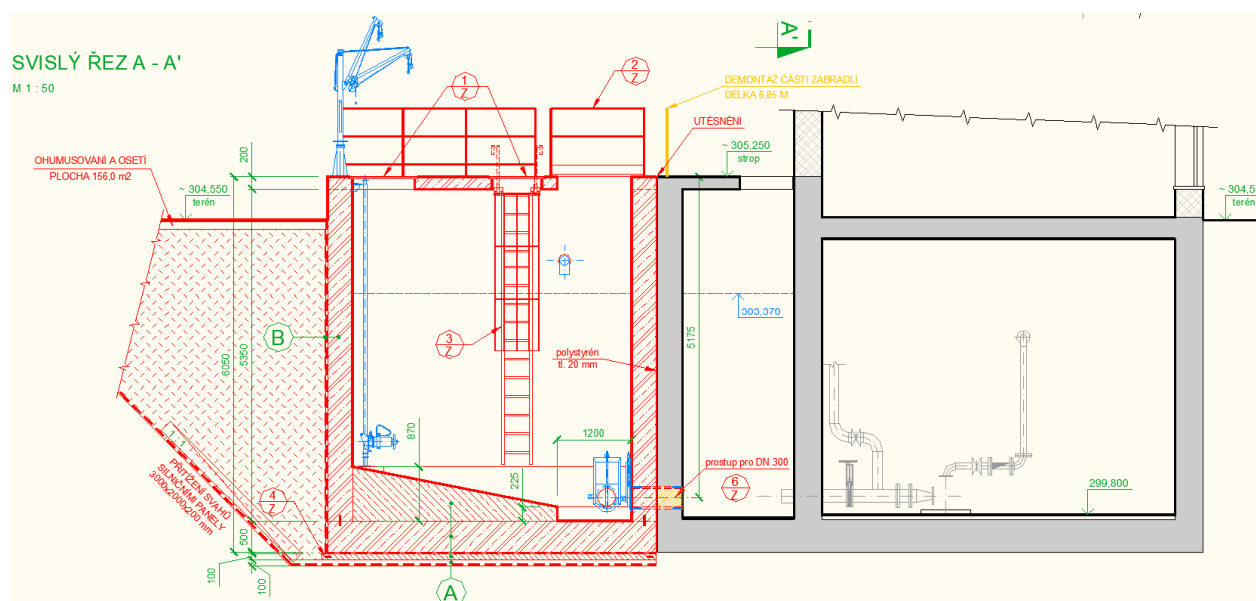 SVISLÝ ŘEZ A - A'
M 1 : 50
A'
1
Z
2
Z
DEMONTÁŽ ČÁSTI ZÁBRADLÍ
DÉLKA 6,85 M
UTĚSNĚNÍ
OHUMUSOVÁNÍ A OSETÍ
PLOCHA 156,0 m2
200
~ 304,550
terén
~ 305,250
strop
~ 304,5
terén
303,370
B
3
Z
6050
5350
5175
polystyrén
tl. 20 mm
870
1200
225
prostup pro DN 300
6
Z
299,800
1 : 1
PŘITÍŽENÍ SVAHŮ
SILNIČNÍMI PANELY
3000x2000x200 mm
4
Z
500
100
100
A